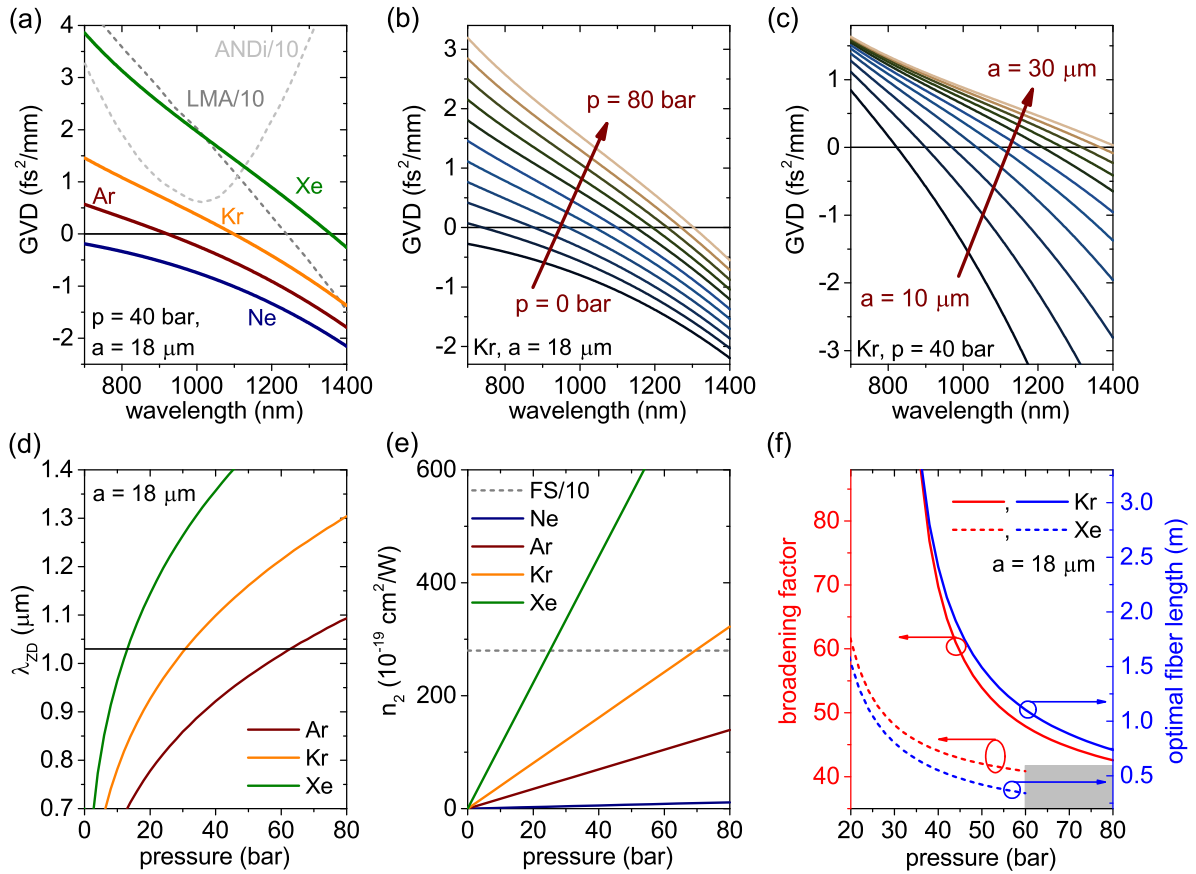 (a)
GVD (fs²/mm)
4
3
2
1
0
-1
-2
ANDi/10
LMA/10
Xe
Ar
Kr
Ne
p = 40 bar,
a = 18 μm
800 1000 1200 1400
wavelength (nm)
(b)
GVD (fs²/mm)
4
3
2
1
0
-1
-2
p = 80 bar
p = 0 bar
Kr, a = 18 μm
800 1000 1200 1400
wavelength (nm)
(c)
GVD (fs²/mm)
1
0
-1
-2
-3
a = 30 μm
a = 10 μm
Kr, p = 40 bar
800 1000 1200 1400
wavelength (nm)
(d)
λZD (μm)
1.4
1.3
1.2
1.1
1.0
0.9
0.8
0.7
a = 18 μm
Ar
Kr
Xe
0 20 40 60 80
pressure (bar)
(e)
n2 (10⁻¹⁹ cm²/W)
600
400
200
0
FS/10
Ne
Ar
Kr
Xe
0 20 40 60 80
pressure (bar)
(f)
broadening factor
80
70
60
50
40
, Kr
, Xe
a = 18 μm
3.0
2.5
2.0
1.5
1.0
0.5
optimal fiber length (m)
20 30 40 50 60 70 80
pressure (bar)